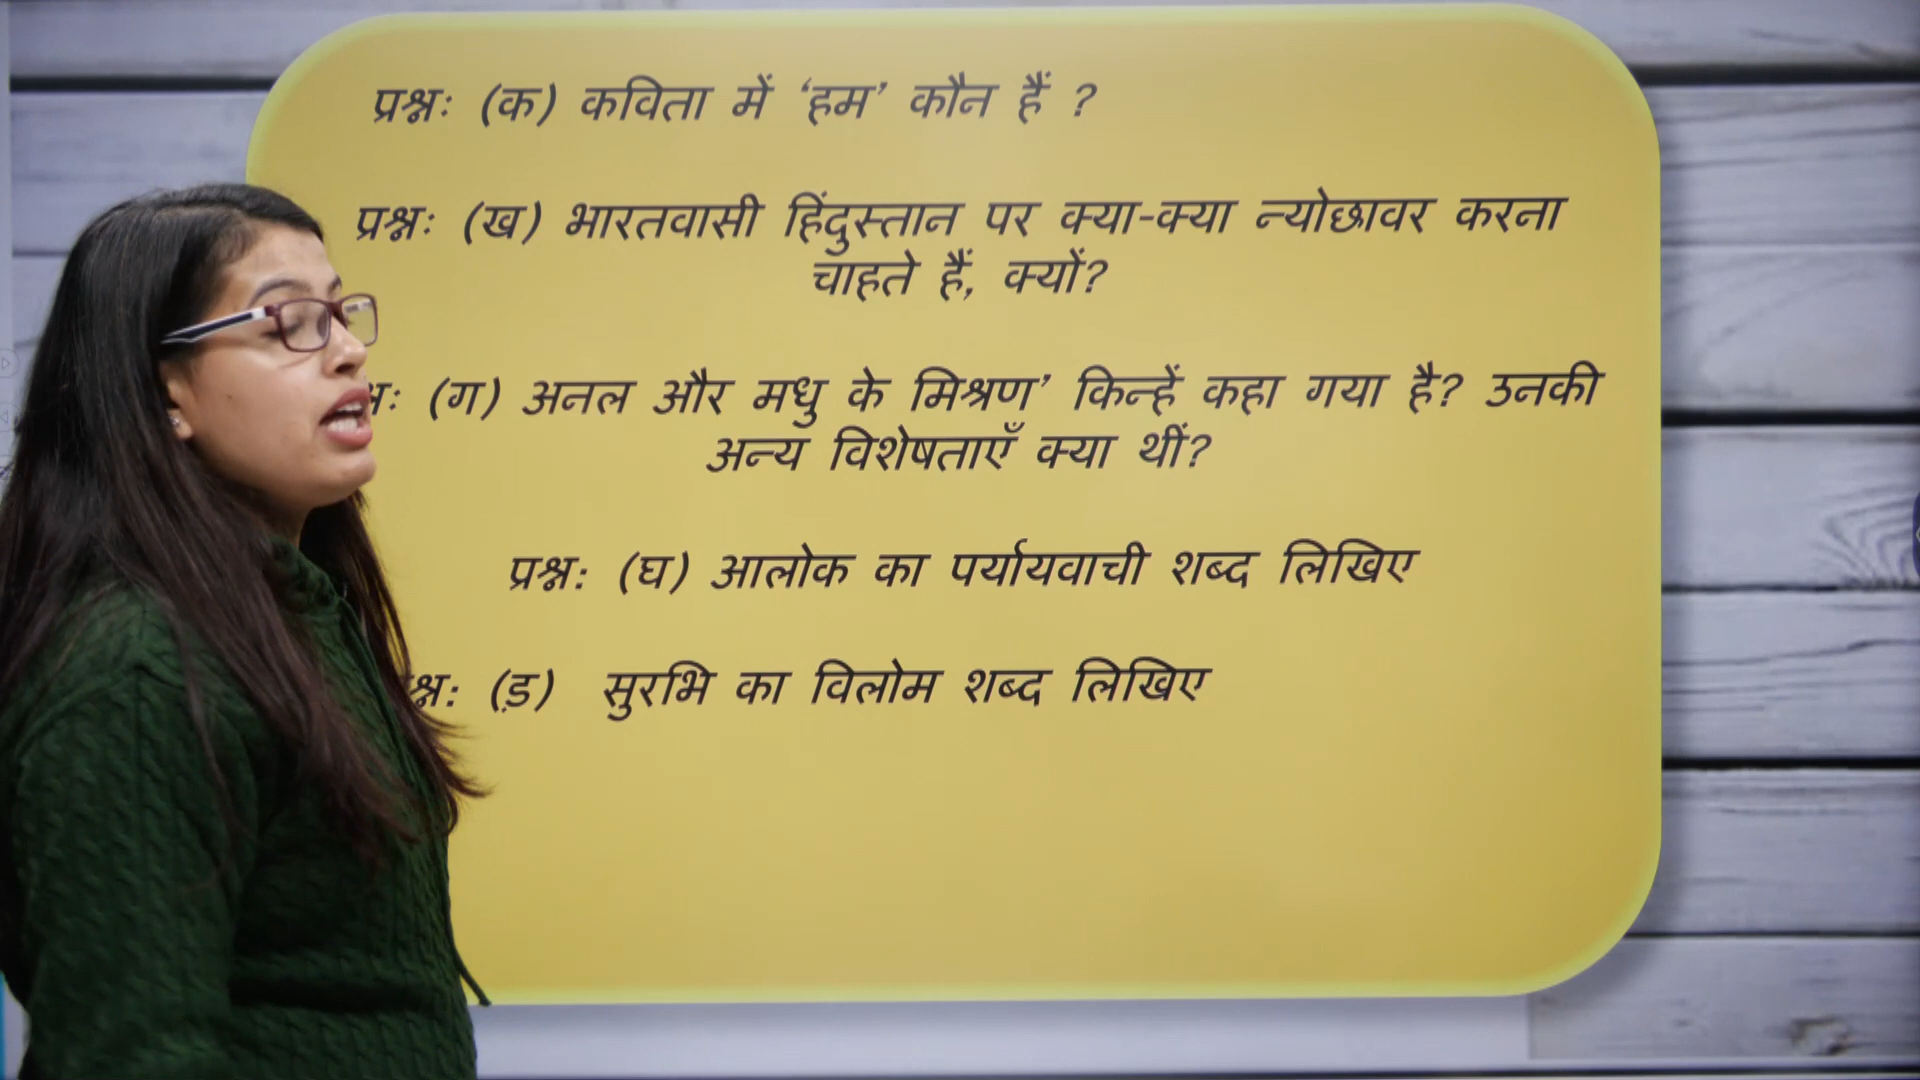 प्रश्नः (क) कविता में ‘हम’ कौन हैं ?
प्रश्नः (ख) भारतवासी हिंदुस्तान पर क्या-क्या न्योछावर करना
चाहते हैं, क्यों?
(ग) अनल और मधु के मिश्रण’ किन्हें कहा गया है? उनकी
अन्य विशेषताएँ क्या थीं?
प्रश्न: (घ) आलोक का पर्यायवाची शब्द लिखिए
(ड़) सुरभि का विलोम शब्द लिखिए